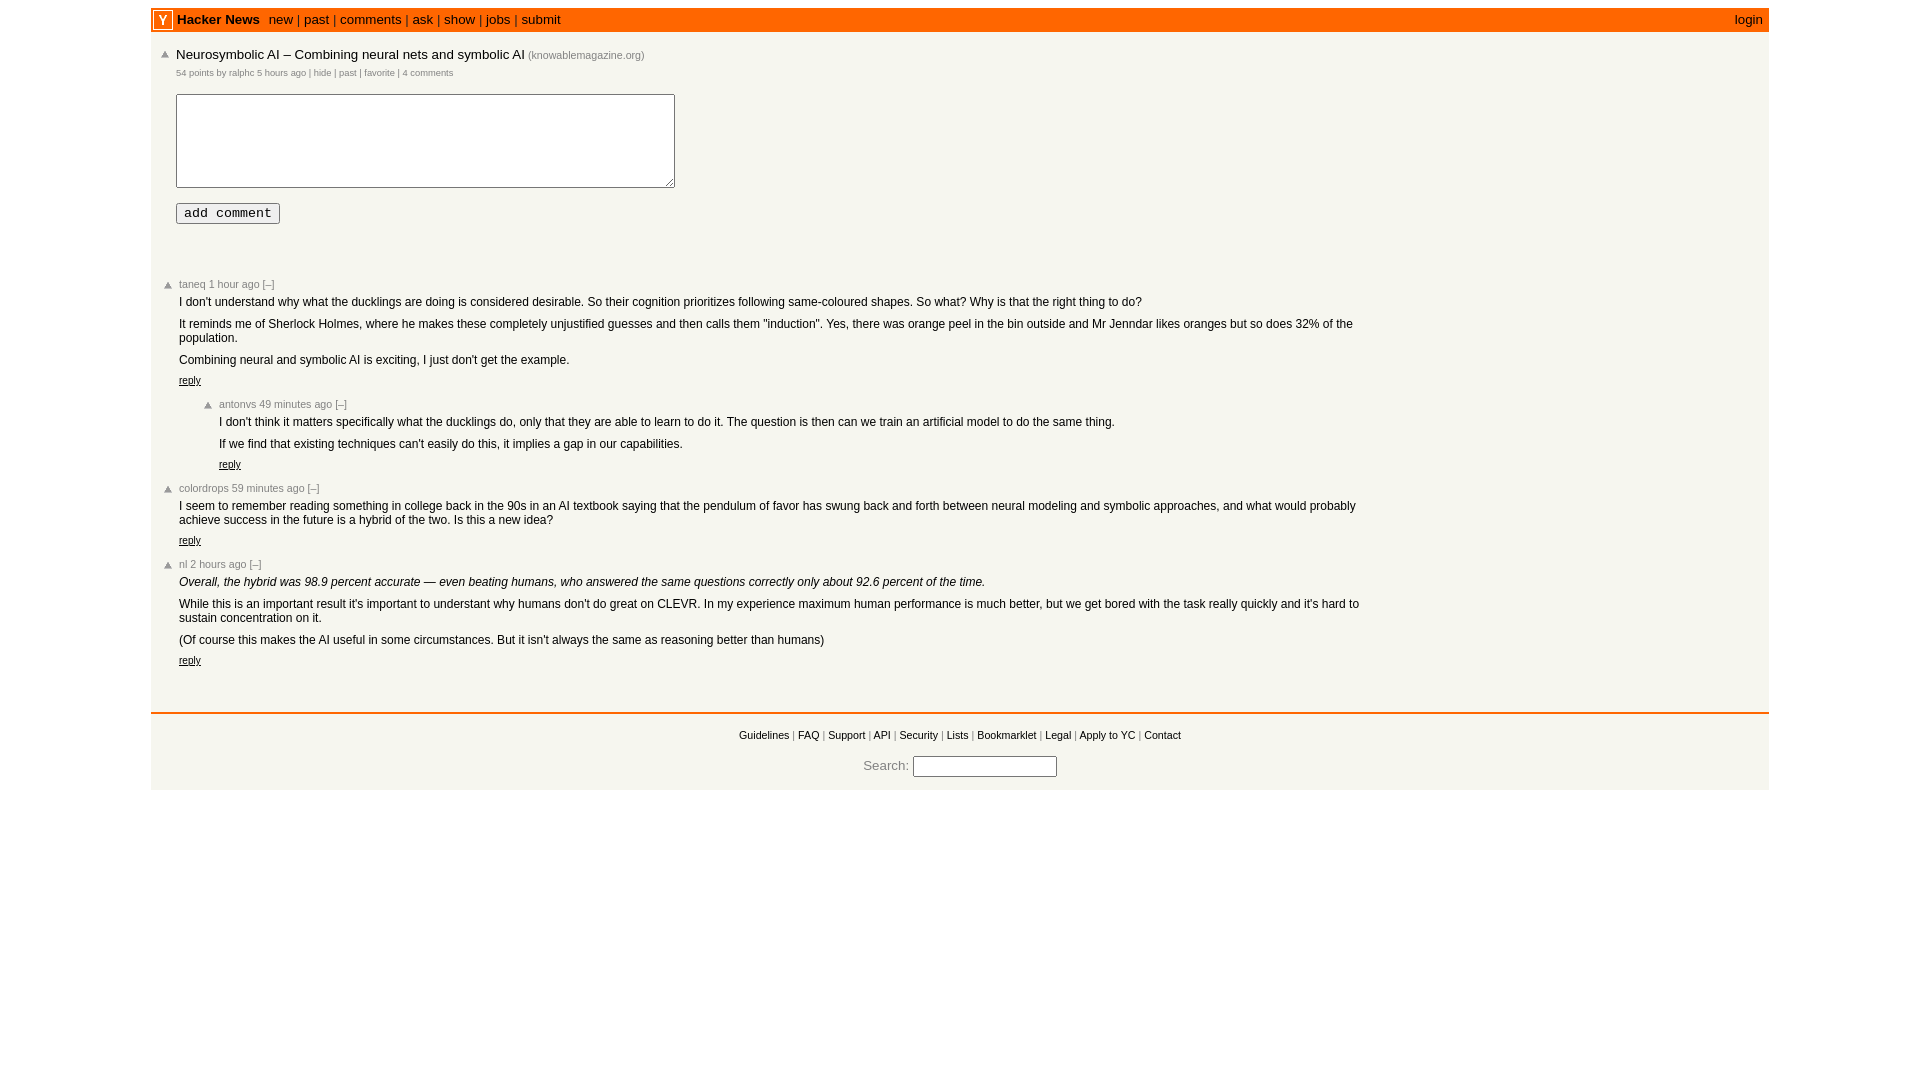 Y Hacker News new | past | comments | ask | show | jobs | submit login
Neurosymbolic AI – Combining neural nets and symbolic AI (knowablemagazine.org)
54 points by ralphc 5 hours ago | hide | past | favorite | 4 comments
add comment
taneq 1 hour ago [–]
I don't understand why what the ducklings are doing is considered desirable. So their cognition prioritizes following same-coloured shapes. So what? Why is that the right thing to do?
It reminds me of Sherlock Holmes, where he makes these completely unjustified guesses and then calls them "induction". Yes, there was orange peel in the bin outside and Mr Jenndar likes oranges but so does 32% of the
population.
Combining neural and symbolic AI is exciting, I just don't get the example.
reply
antonvs 49 minutes ago [–]
I don't think it matters specifically what the ducklings do, only that they are able to learn to do it. The question is then can we train an artificial model to do the same thing.
If we find that existing techniques can't easily do this, it implies a gap in our capabilities.
reply
colordrops 59 minutes ago [–]
I seem to remember reading something in college back in the 90s in an AI textbook saying that the pendulum of favor has swung back and forth between neural modeling and symbolic approaches, and what would probably
achieve success in the future is a hybrid of the two. Is this a new idea?
reply
nl 2 hours ago [–]
Overall, the hybrid was 98.9 percent accurate — even beating humans, who answered the same questions correctly only about 92.6 percent of the time.
While this is an important result it's important to understand why humans don't do great on CLEVR. In my experience maximum human performance is much better, but we get bored with the task really quickly and it's hard to
sustain concentration on it.
(Of course this makes the AI useful in some circumstances. But it isn't always the same as reasoning better than humans)
reply
Guidelines | FAQ | Support | API | Security | Lists | Bookmarklet | Legal | Apply to YC | Contact
Search: